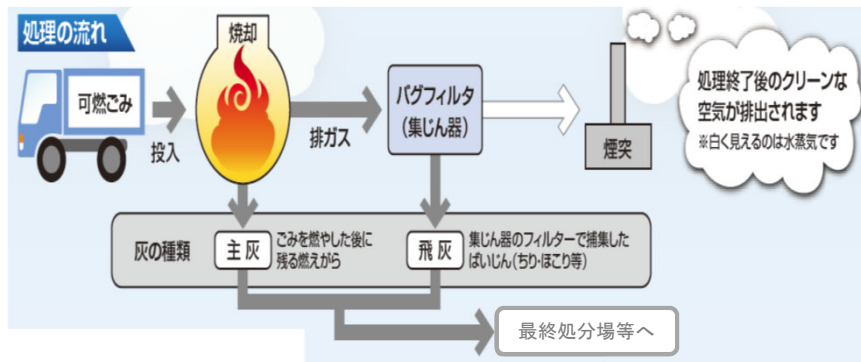 処理の流れ
可燃ごみ
投入
焼却
排ガス
バグフィルタ
(集じん器)
煙突
処理終了後のクリーンな
空気が排出されます
※白く見えるのは水蒸気です
灰の種類
主灰
ごみを燃やした後に
残る燃えがら
飛灰
集じん器のフィルターで捕集した
ばいじん(ちり・ほこり等)
最終処分場等へ